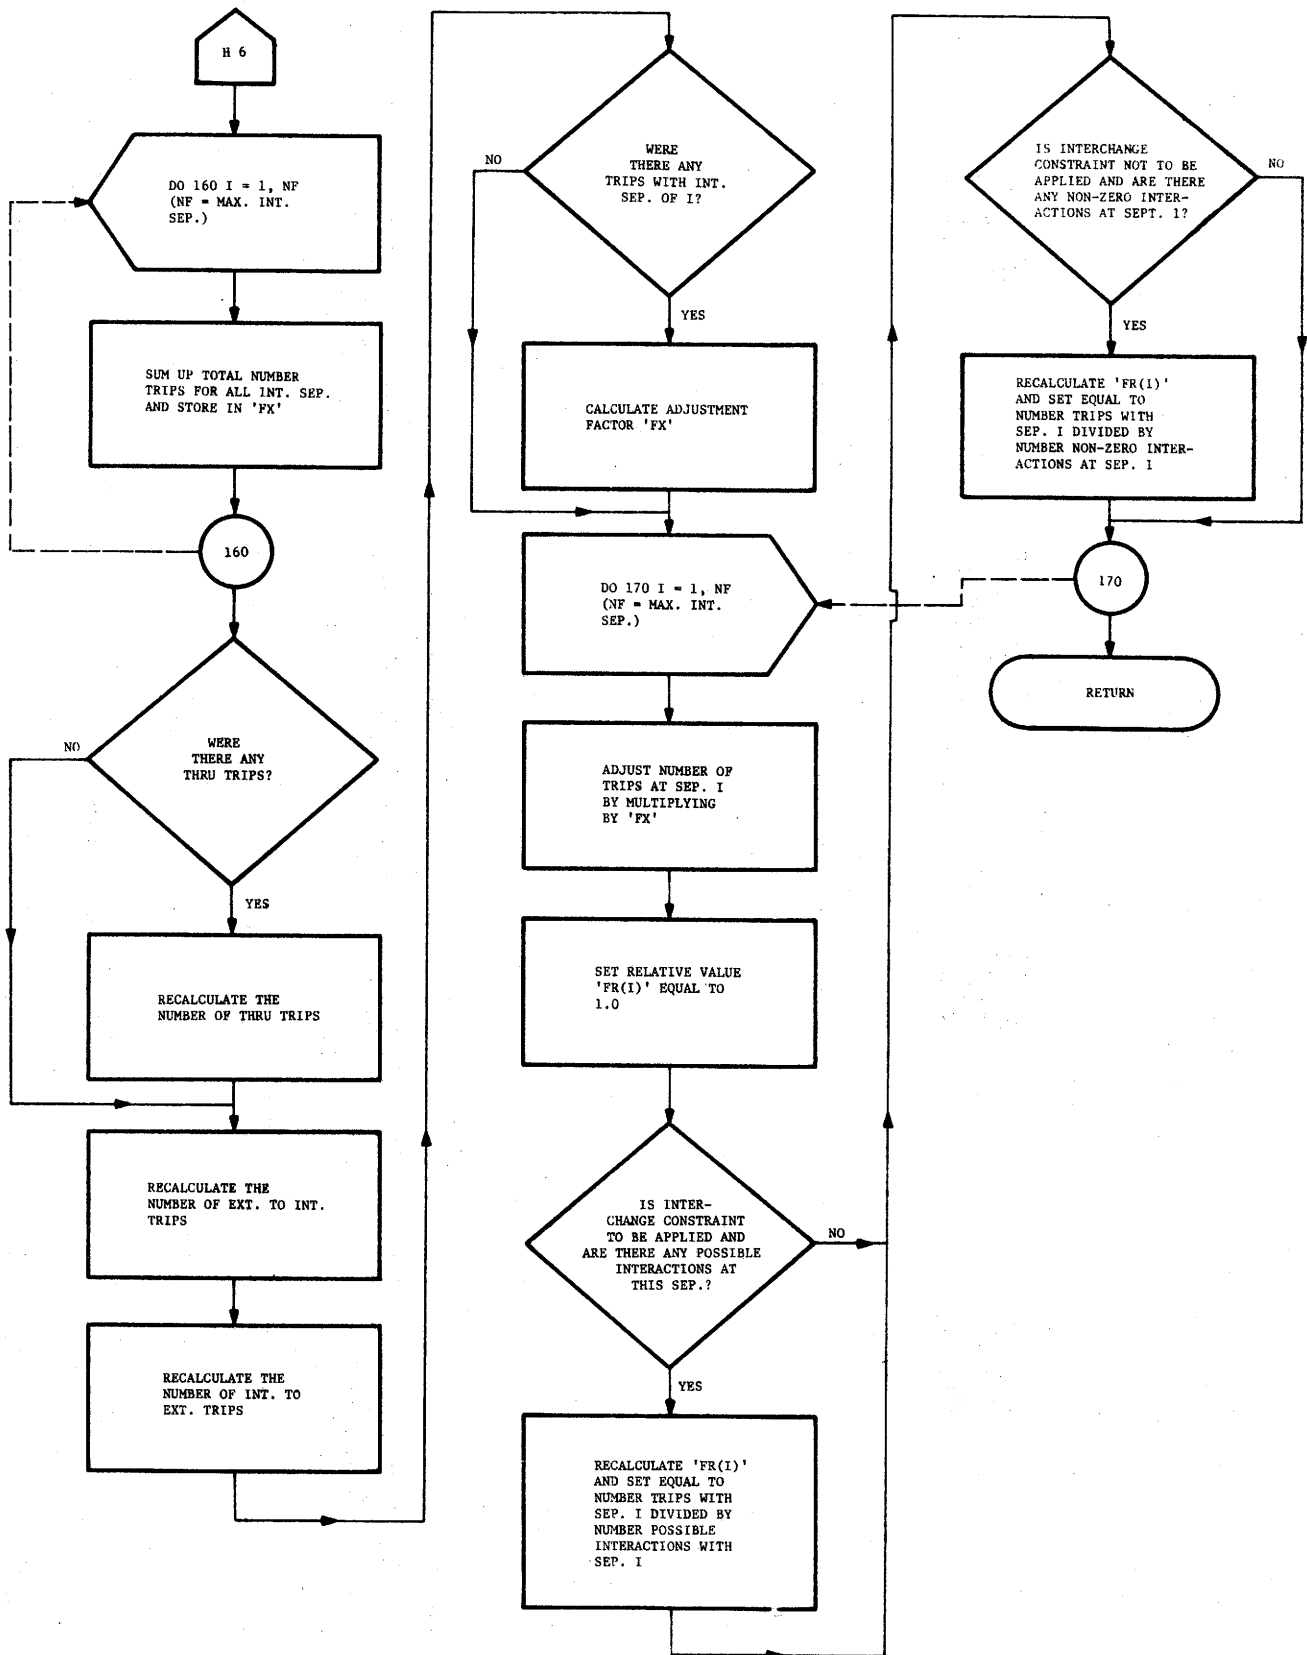 H 6
DO 160 I = 1, NF
(NF = MAX. INT.
SEP.)
SUM UP TOTAL NUMBER
TRIPS FOR ALL INT. SEP.
AND STORE IN 'FX'
160
WERE
THERE ANY
THRU TRIPS?
NO
YES
RECALCULATE THE
NUMBER OF THRU TRIPS
RECALCULATE THE
NUMBER OF EXT. TO INT.
TRIPS
RECALCULATE THE
NUMBER OF INT. TO
EXT. TRIPS
WERE
THERE ANY
TRIPS WITH INT.
SEP. OF I?
NO
YES
CALCULATE ADJUSTMENT
FACTOR 'FX'
DO 170 I = 1, NF
(NF = MAX. INT.
SEP.)
ADJUST NUMBER OF
TRIPS AT SEP. I
BY MULTIPLYING
BY 'FX'
SET RELATIVE VALUE
'FR(I)' EQUAL TO
1.0
IS INTER-
CHANGE CONSTRAINT
TO BE APPLIED AND
ARE THERE ANY POSSIBLE
INTERACTIONS AT
THIS SEP.?
NO
YES
RECALCULATE 'FR(I)'
AND SET EQUAL TO
NUMBER TRIPS WITH
SEP. I DIVIDED BY
NUMBER POSSIBLE
INTERACTIONS WITH
SEP. I
IS INTERCHANGE
CONSTRAINT NOT TO BE
APPLIED AND ARE THERE
ANY NON-ZERO INTER-
ACTIONS AT SEPT. 1?
NO
YES
RECALCULATE 'FR(I)'
AND SET EQUAL TO
NUMBER TRIPS WITH
SEP. I DIVIDED BY
NUMBER NON-ZERO INTER-
ACTIONS AT SEP. I
170
RETURN